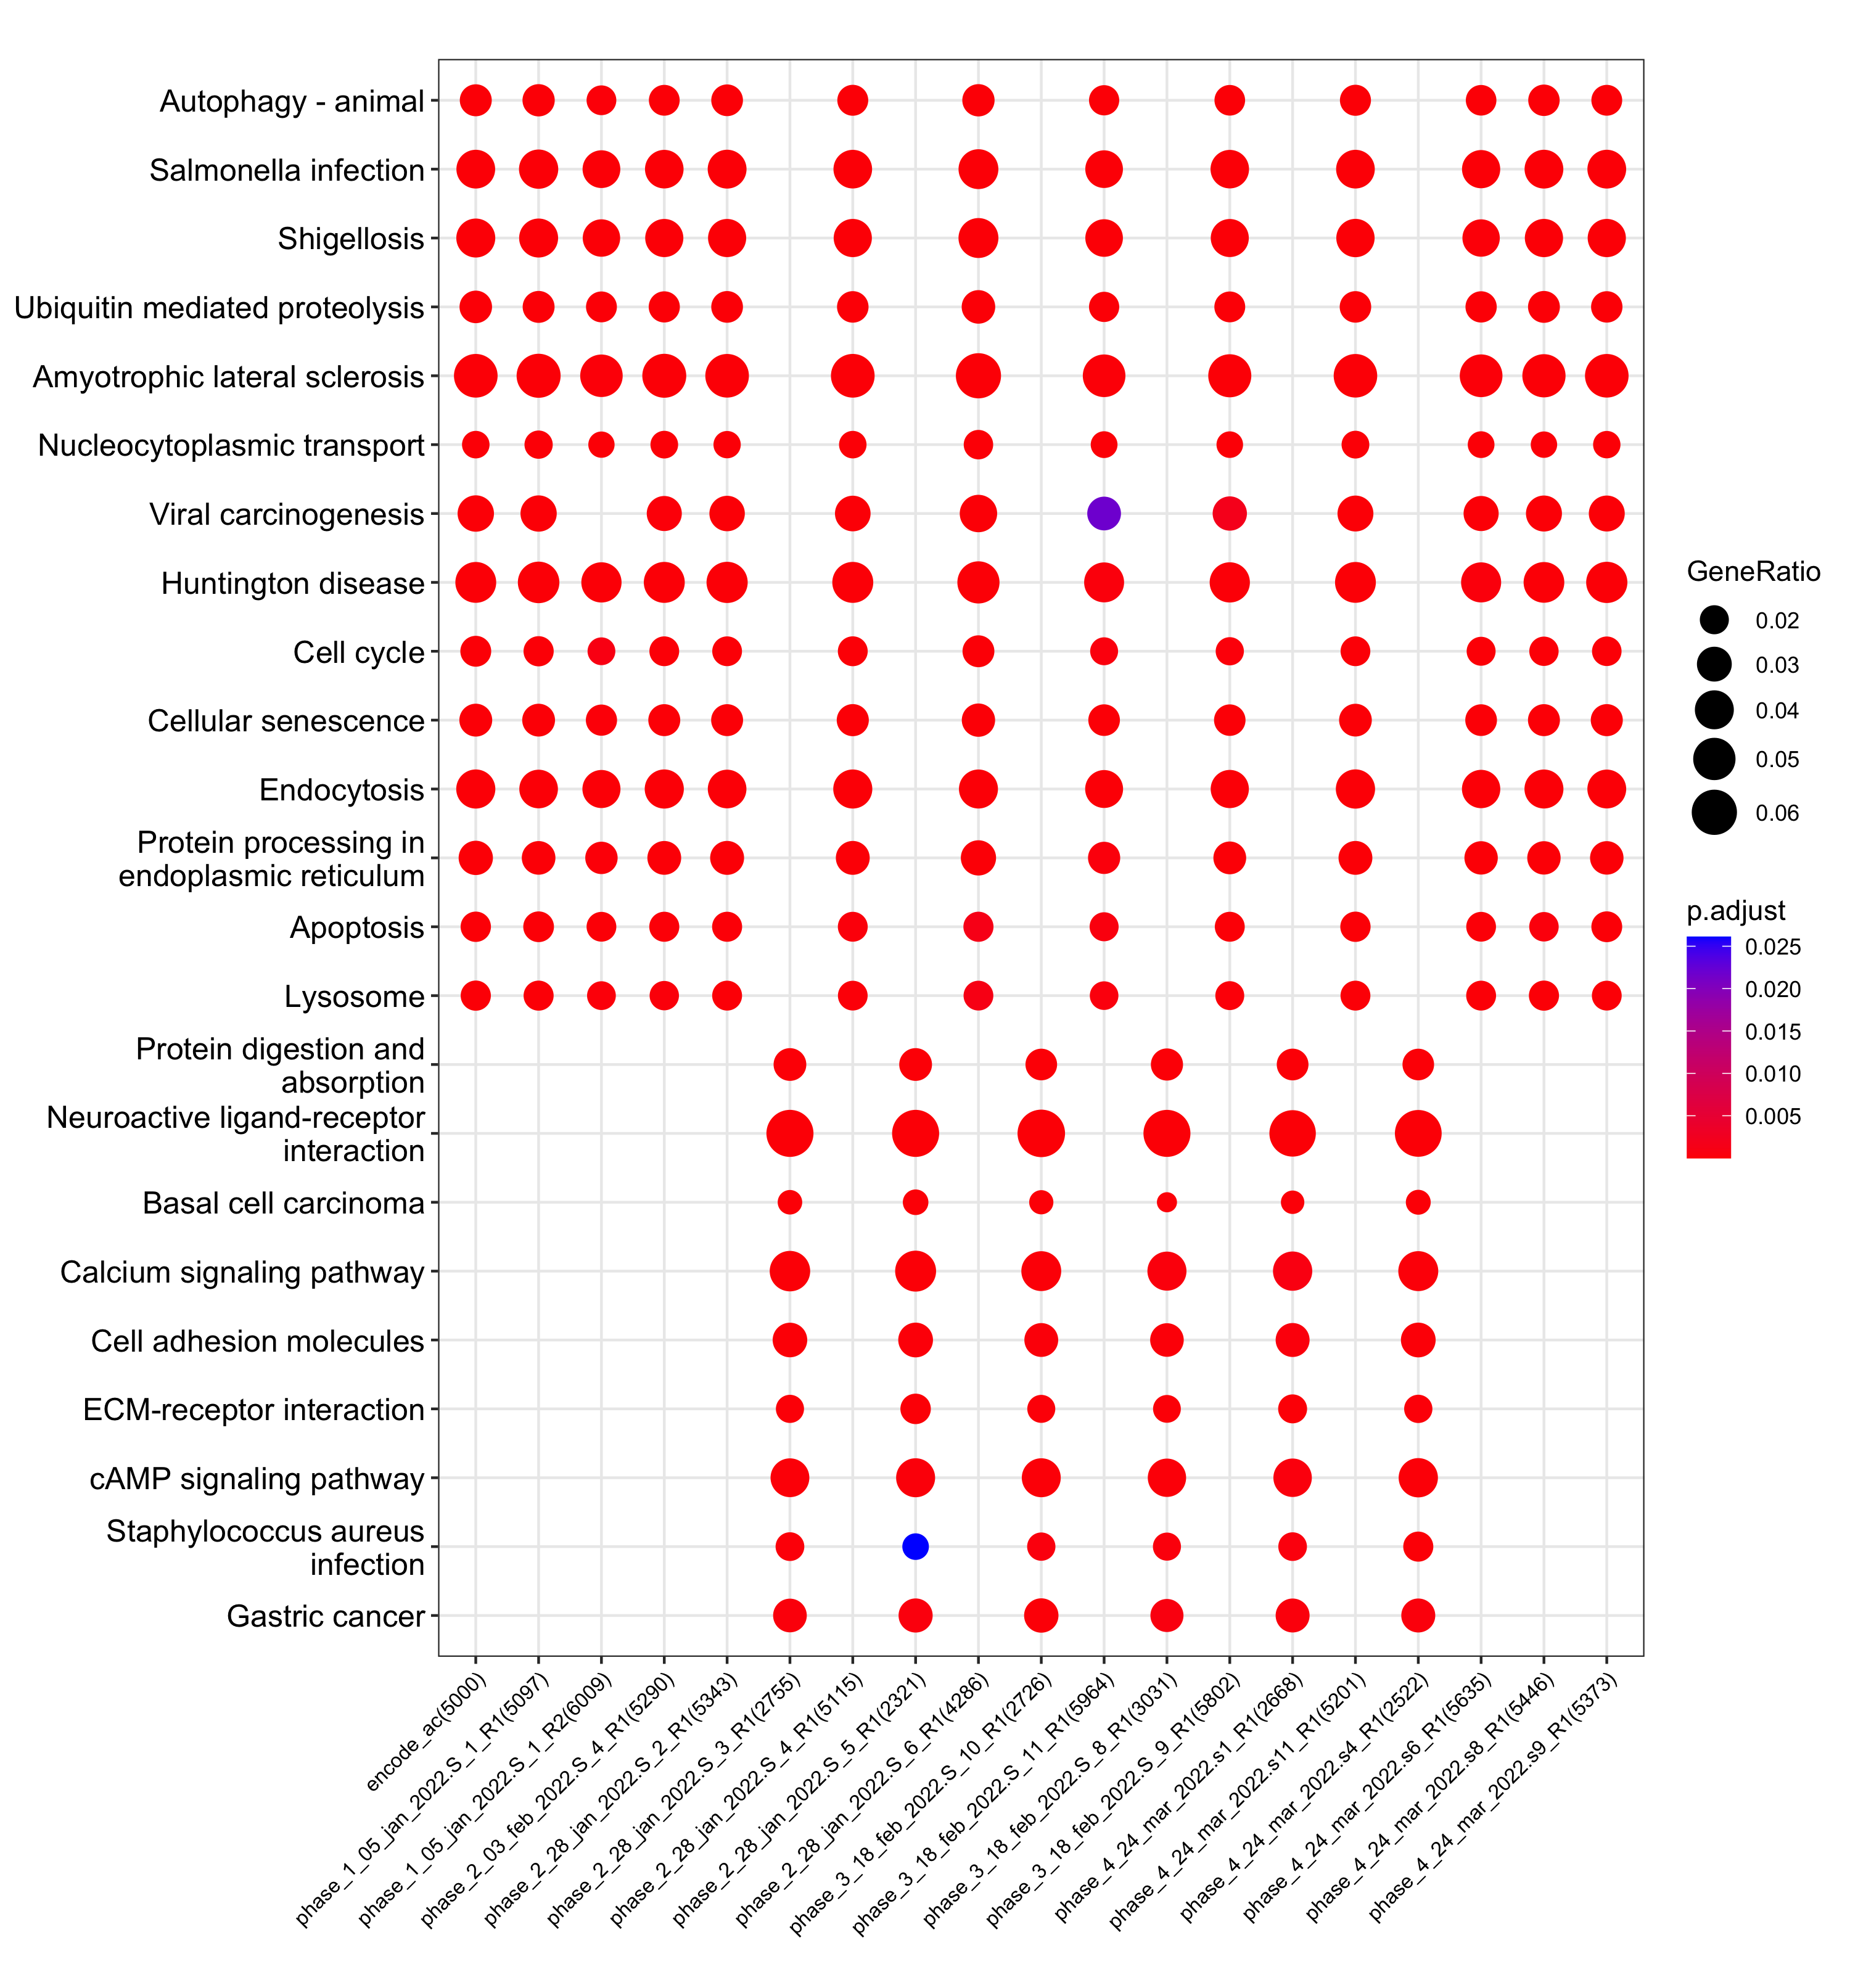 Autophagy - animal
Salmonella infection
Shigellosis
Ubiquitin mediated proteolysis
Amyotrophic lateral sclerosis
Nucleocytoplasmic transport
Viral carcinogenesis
Huntington disease
Cell cycle
Cellular senescence
Endocytosis
Protein processing in
endoplasmic reticulum
Apoptosis
Lysosome
Protein digestion and
absorption
Neuroactive ligand-receptor
interaction
Basal cell carcinoma
Calcium signaling pathway
Cell adhesion molecules
ECM-receptor interaction
cAMP signaling pathway
Staphylococcus aureus
infection
Gastric cancer
encode_ac(5000)
phase_1_05_jan_2022.S_1_R1(5097)
phase_1_05_jan_2022.S_1_R2(6009)
phase_2_03_feb_2022.S_4_R1(5290)
phase_2_28_jan_2022.S_2_R1(5343)
phase_2_28_jan_2022.S_3_R1(2755)
phase_2_28_jan_2022.S_4_R1(5115)
phase_2_28_jan_2022.S_5_R1(2321)
phase_2_28_jan_2022.S_6_R1(4286)
phase_3_18_feb_2022.S_10_R1(2726)
phase_3_18_feb_2022.S_11_R1(5964)
phase_3_18_feb_2022.S_8_R1(3031)
phase_3_18_feb_2022.S_9_R1(5802)
phase_4_24_mar_2022.s1_R1(2668)
phase_4_24_mar_2022.s11_R1(5201)
phase_4_24_mar_2022.s4_R1(2522)
phase_4_24_mar_2022.s6_R1(5635)
phase_4_24_mar_2022.s8_R1(5446)
phase_4_24_mar_2022.s9_R1(5373)
GeneRatio
0.02
0.03
0.04
0.05
0.06
p.adjust
0.025
0.020
0.015
0.010
0.005